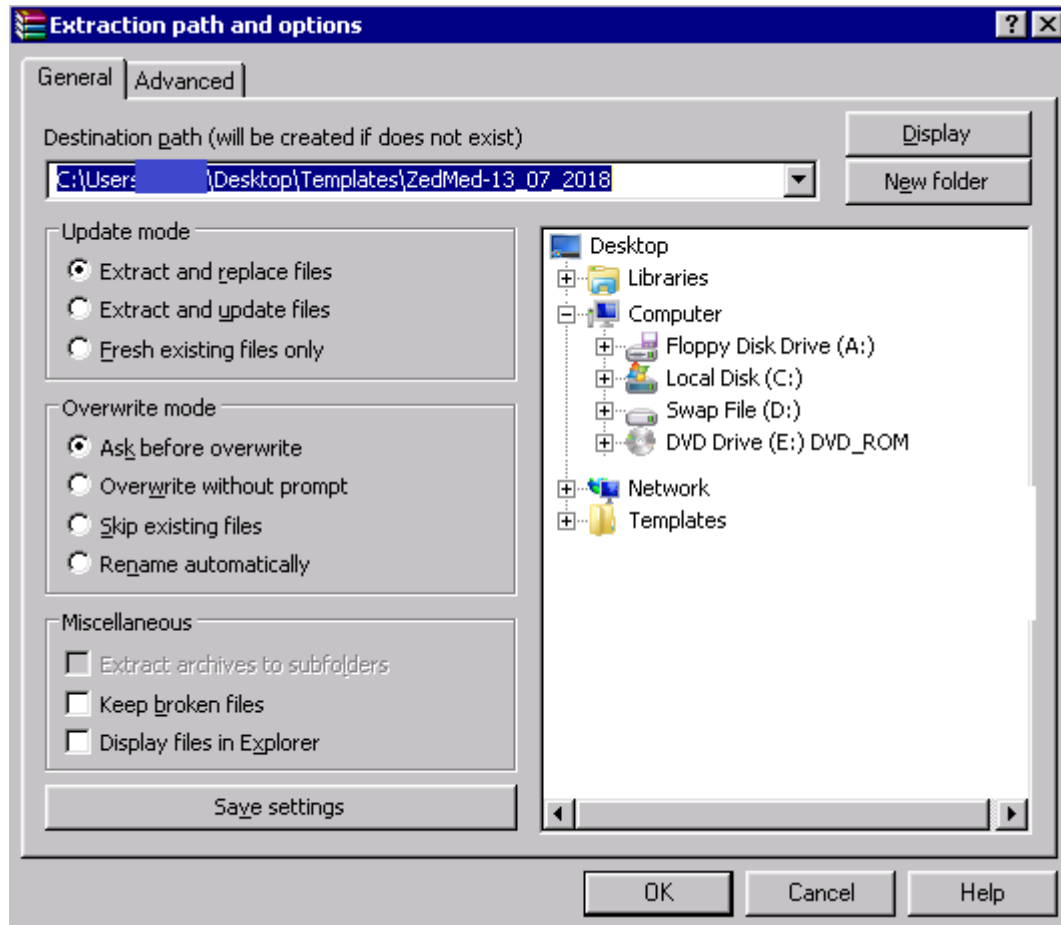 Extraction path and options
General
Advanced
Destination path (will be created if does not exist)
Display
C:\Users \Desktop\Templates\ZedMed-13_07_2018
New folder
Update mode
Extract and replace files
Extract and update files
Fresh existing files only
Overwrite mode
Ask before overwrite
Overwrite without prompt
Skip existing files
Rename automatically
Miscellaneous
Extract archives to subfolders
Keep broken files
Display files in Explorer
Save settings
Desktop
Libraries
Computer
Floppy Disk Drive (A:)
Local Disk (C:)
Swap File (D:)
DVD Drive (E:) DVD_ROM
Network
Templates
OK
Cancel
Help